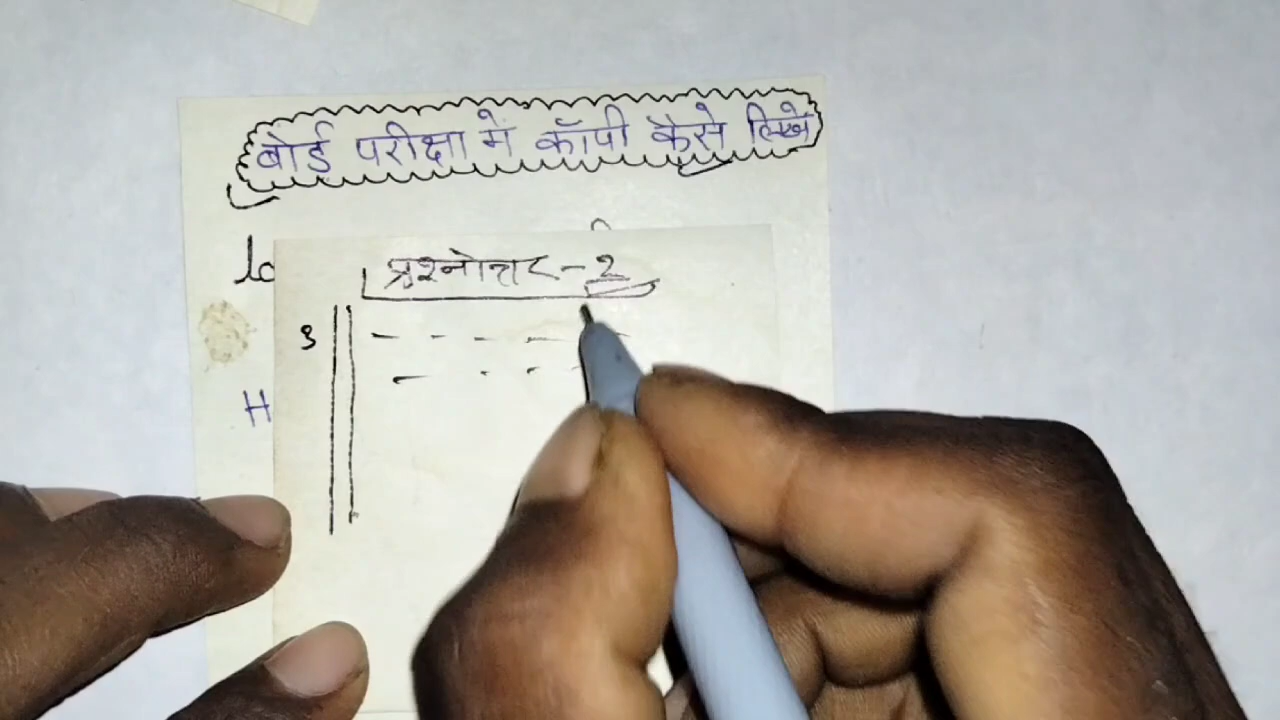 बोर्ड परीक्षा में कॉपी कैसे लिखे
प्रश्नोत्तर - 2
H